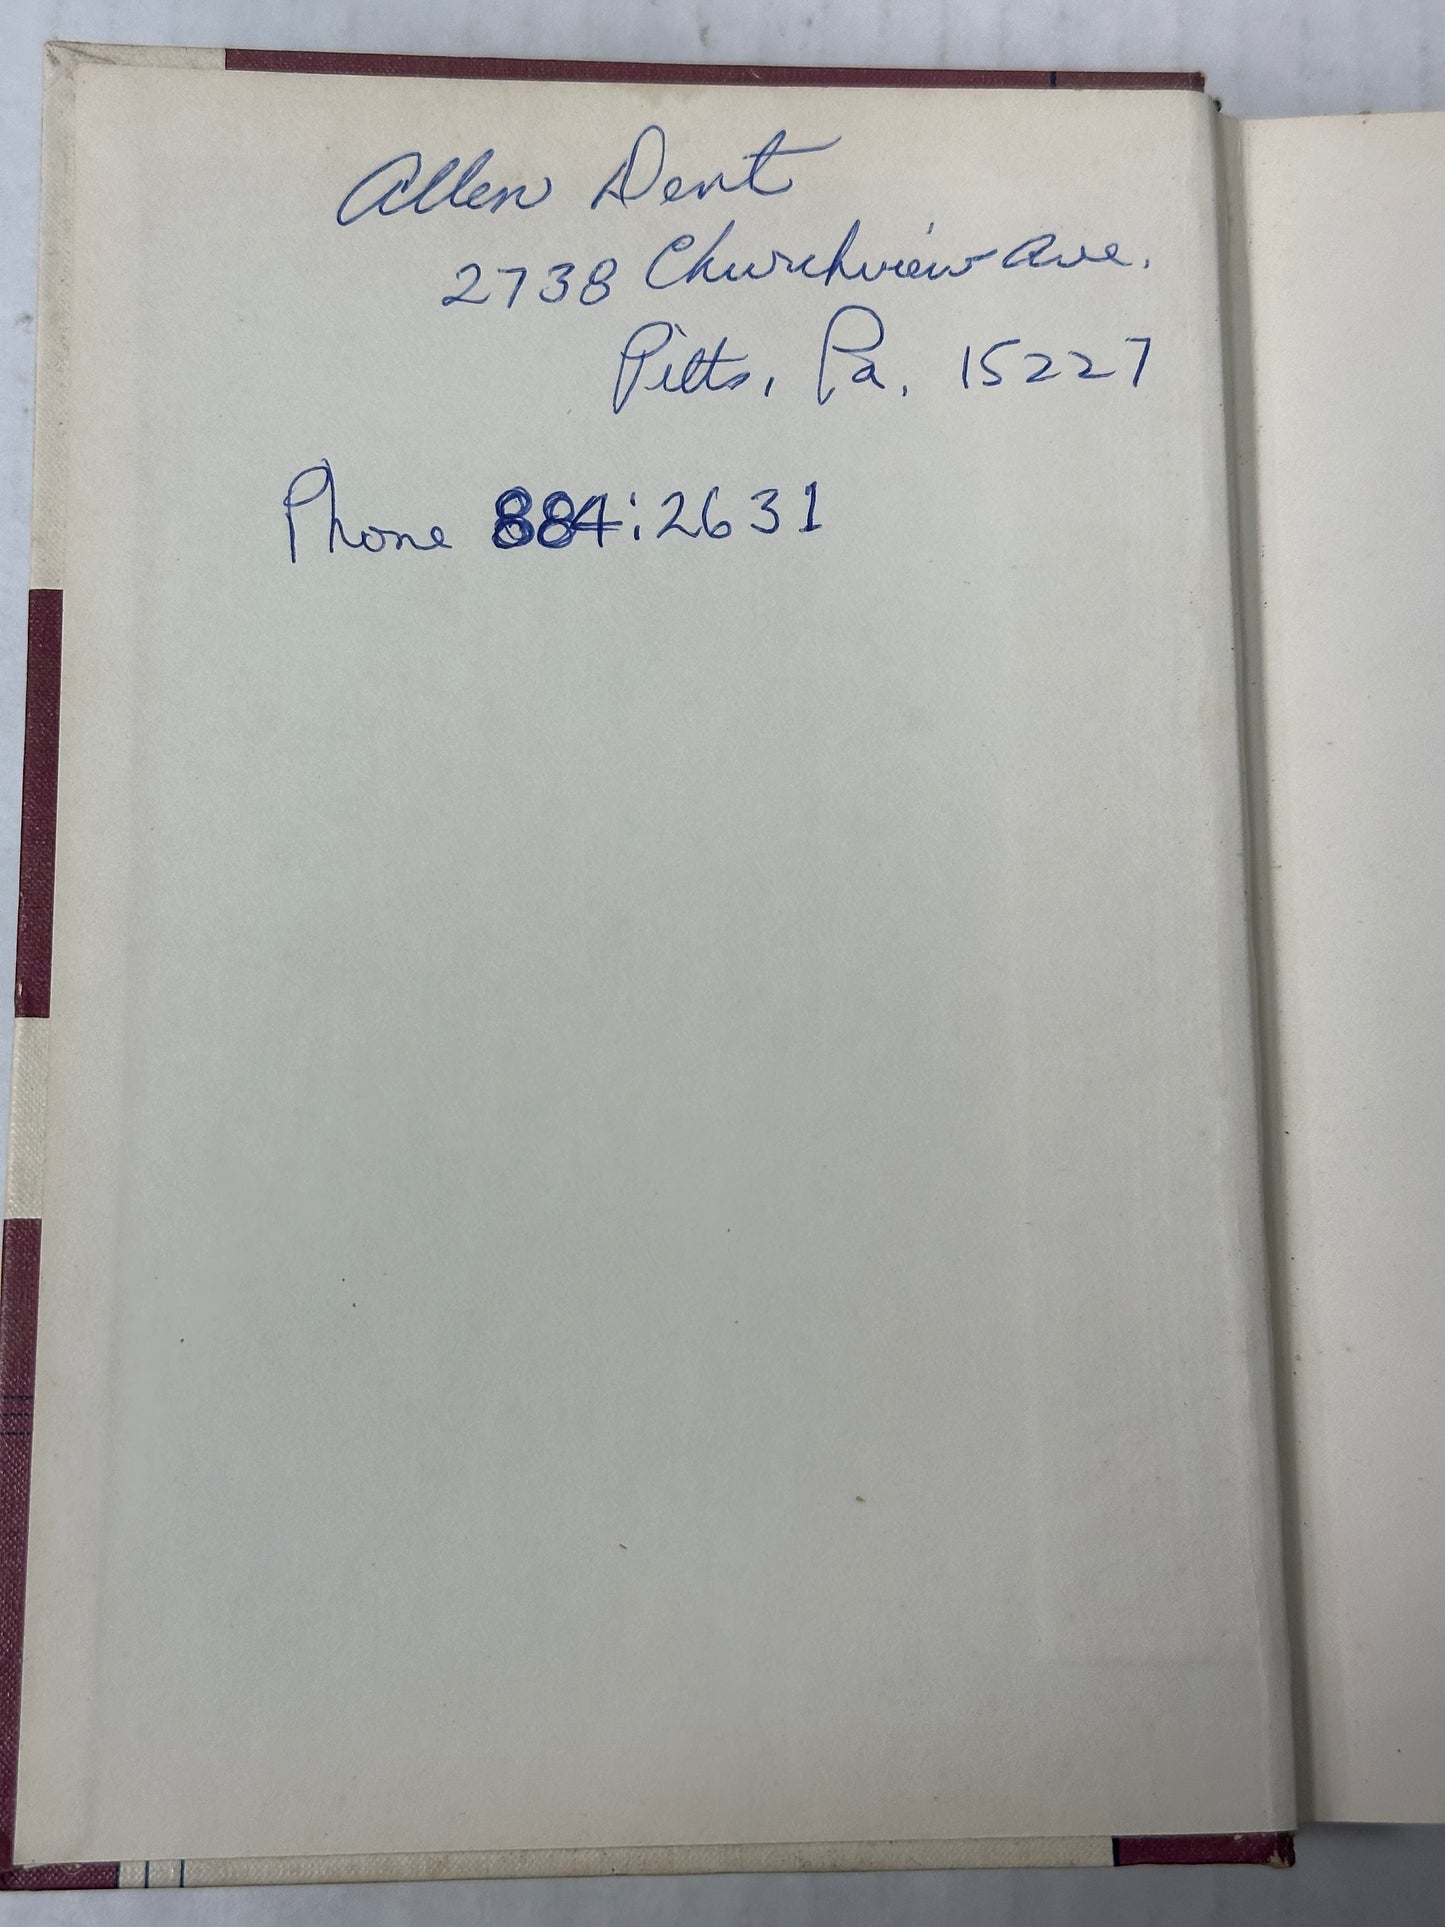 Allen Dent
2738 Churchview Ave.
Pitts, Pa. 15227
Phone 884:2631